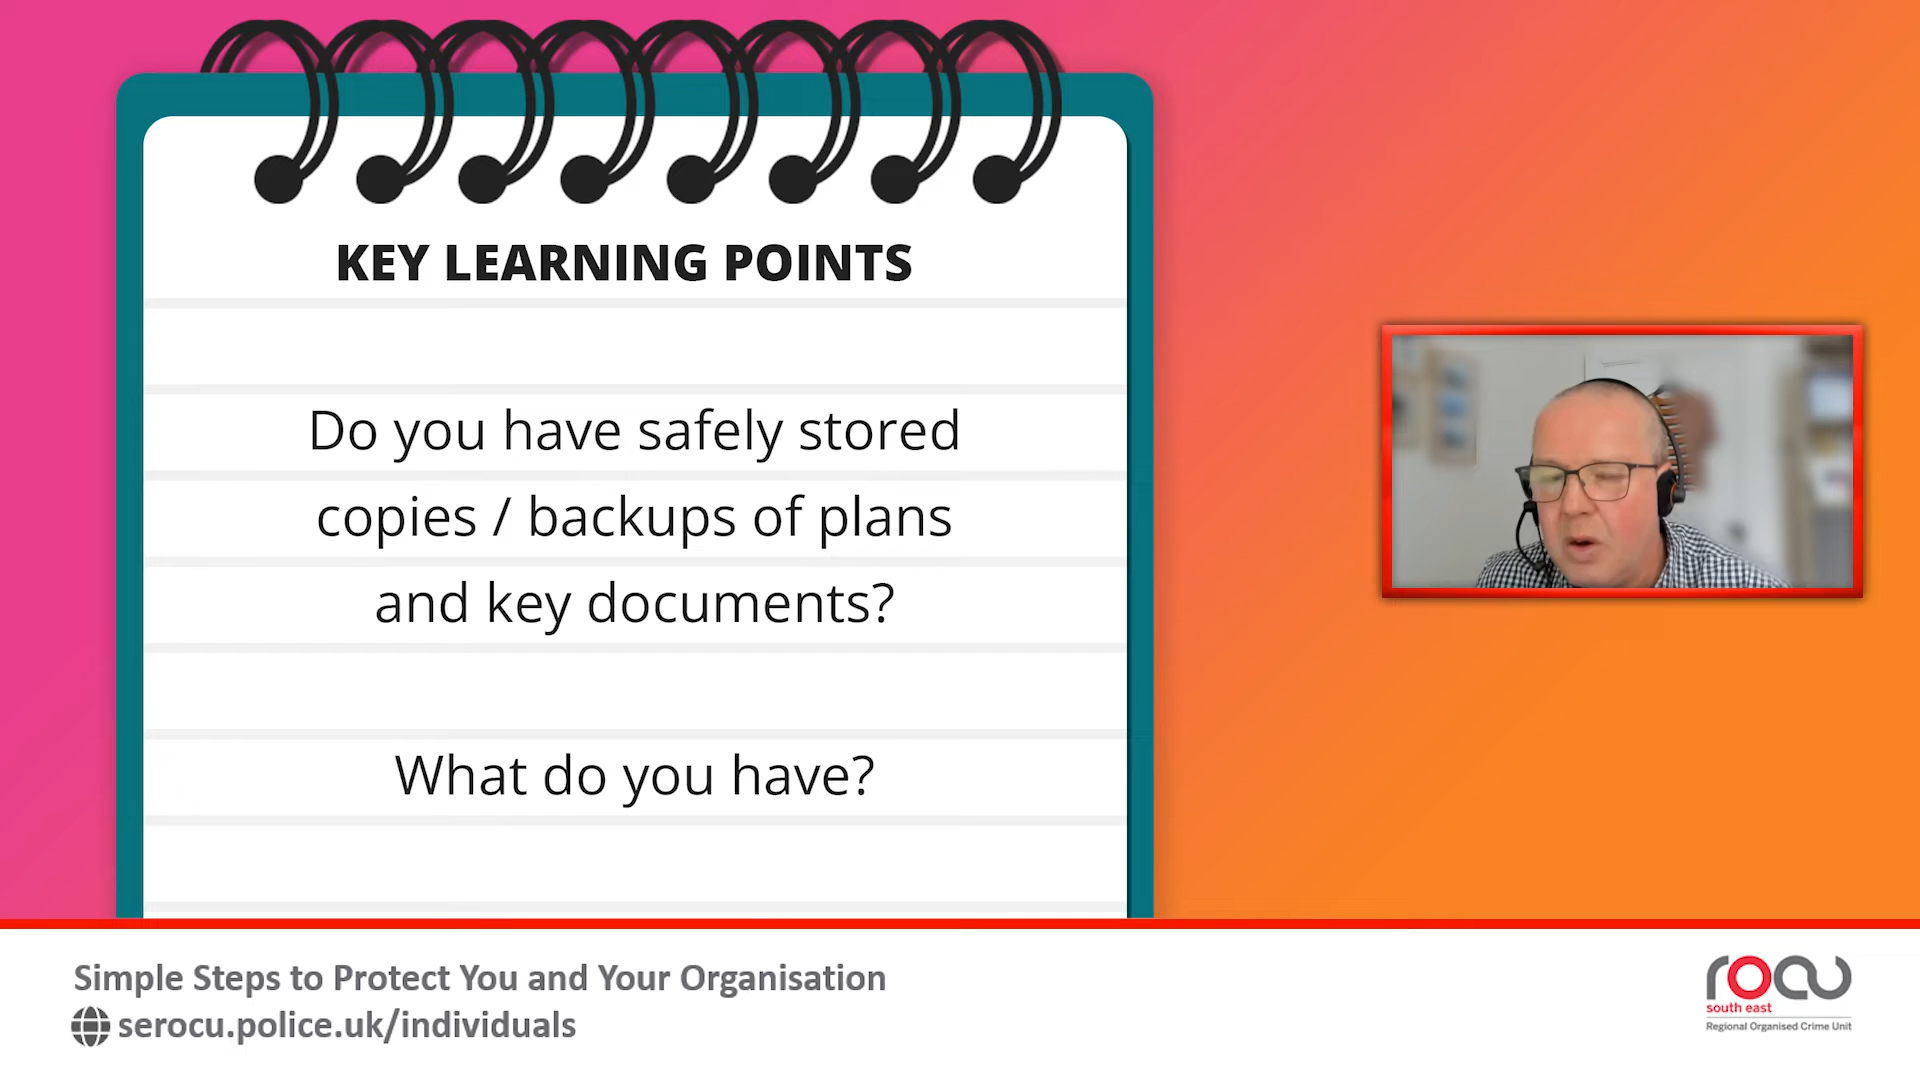 KEY LEARNING POINTS
Do you have safely stored
copies / backups of plans
and key documents?
What do you have?
Simple Steps to Protect You and Your Organisation
serocu.police.uk/individuals
rocu
south east
Regional Organised Crime Unit